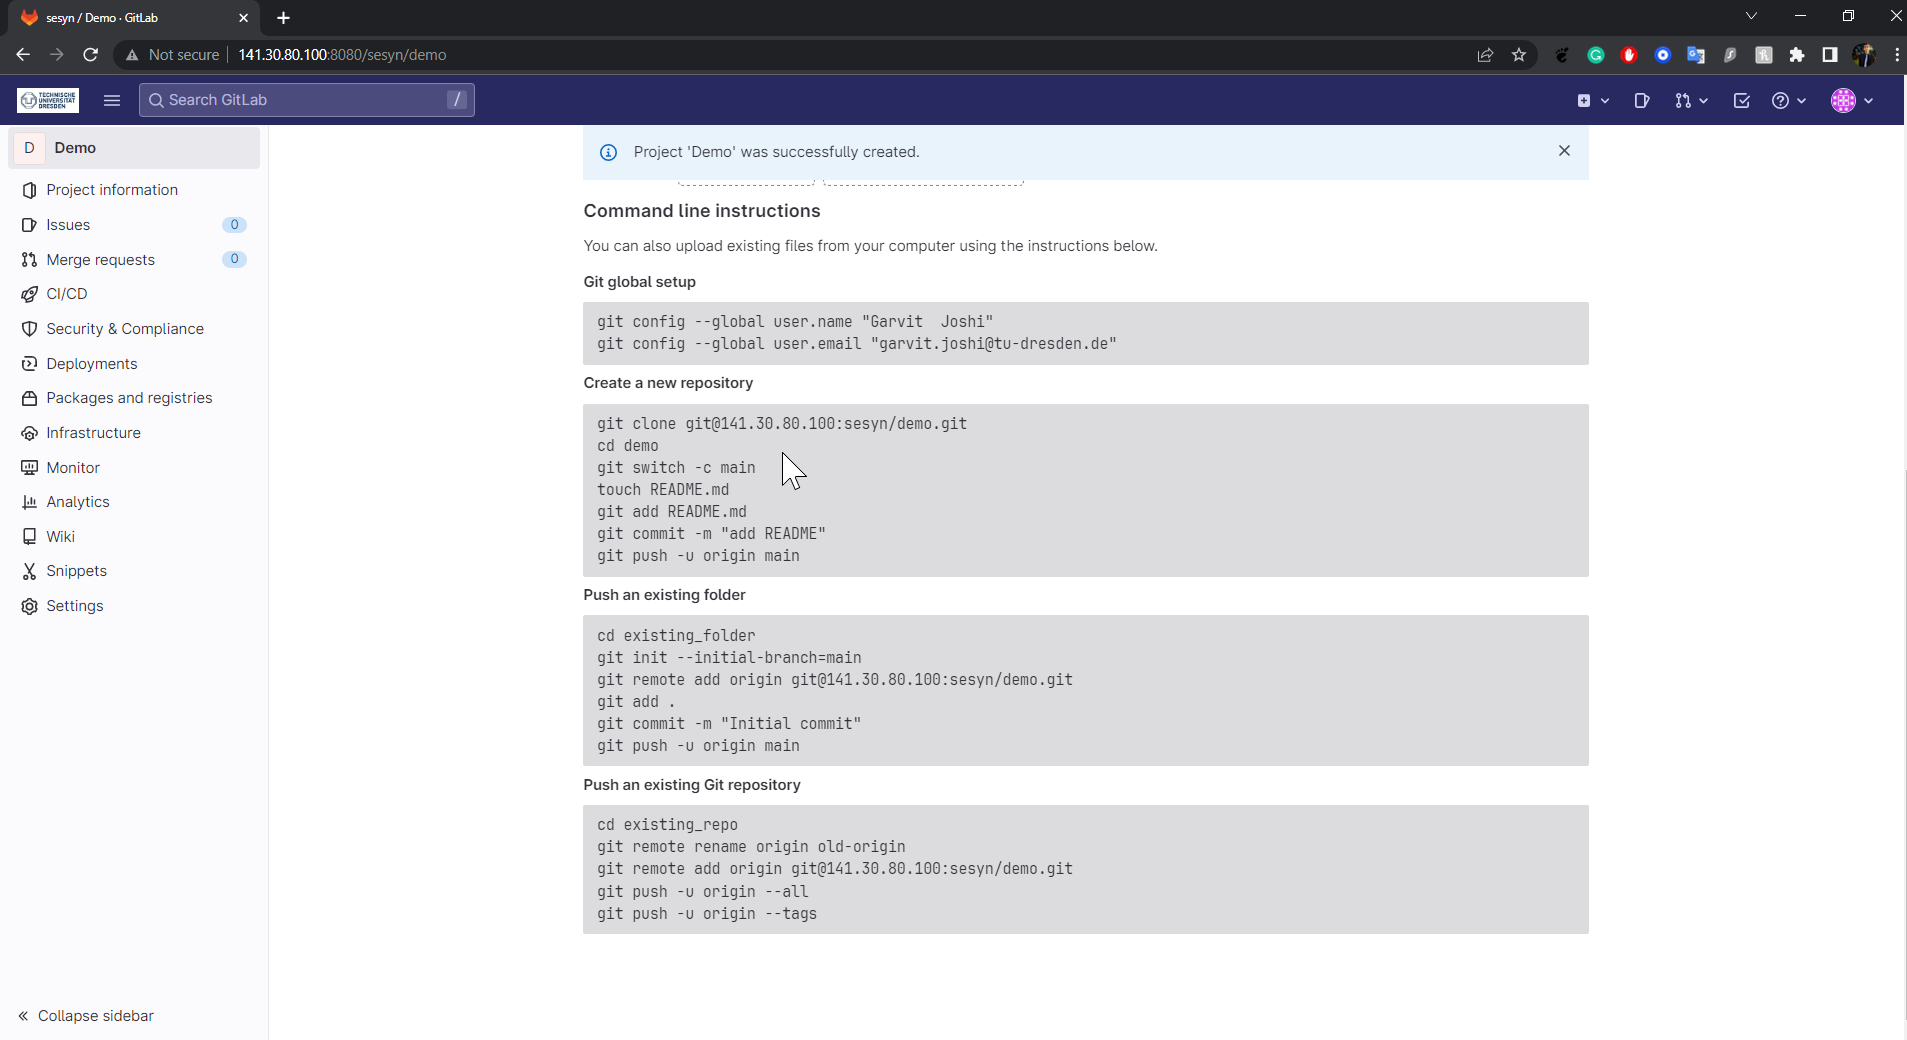 sesyn / Demo · GitLab
Not secure
141.30.80.100:8080/sesyn/demo
TECHNISCHE
UNIVERSITÄT
DRESDEN
Search GitLab
/
D
Demo
Project information
Issues
0
Merge requests
0
CI/CD
Security & Compliance
Deployments
Packages and registries
Infrastructure
Monitor
Analytics
Wiki
Snippets
Settings
Collapse sidebar
Project 'Demo' was successfully created.
Command line instructions
You can also upload existing files from your computer using the instructions below.
Git global setup
git config --global user.name "Garvit  Joshi"
git config --global user.email "garvit.joshi@tu-dresden.de"
Create a new repository
git clone git@141.30.80.100:sesyn/demo.git
cd demo
git switch -c main
touch README.md
git add README.md
git commit -m "add README"
git push -u origin main
Push an existing folder
cd existing_folder
git init --initial-branch=main
git remote add origin git@141.30.80.100:sesyn/demo.git
git add .
git commit -m "Initial commit"
git push -u origin main
Push an existing Git repository
cd existing_repo
git remote rename origin old-origin
git remote add origin git@141.30.80.100:sesyn/demo.git
git push -u origin --all
git push -u origin --tags